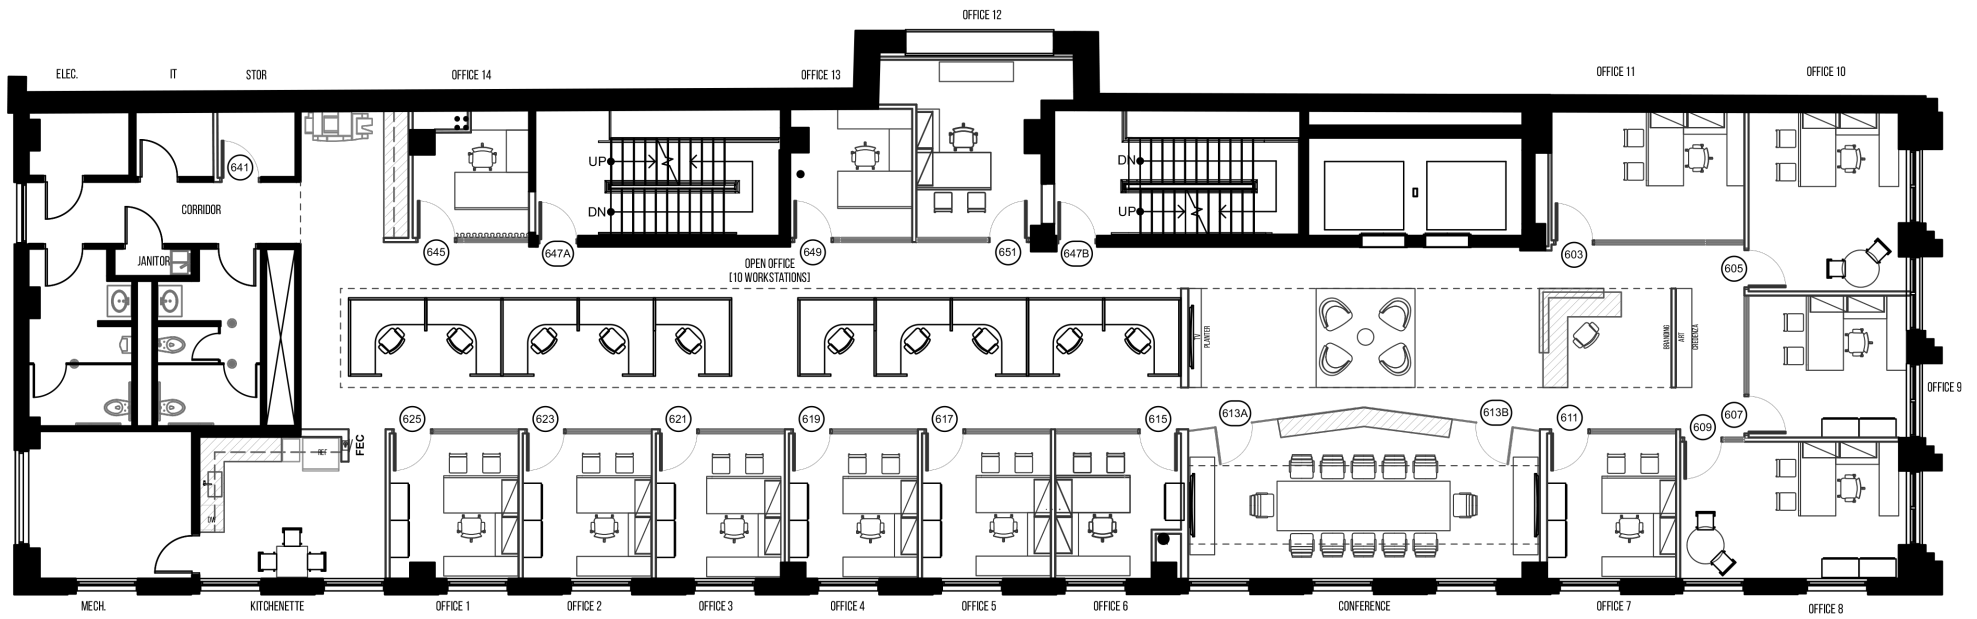 OFFICE 12
ELEC.
IT
STOR
OFFICE 14
OFFICE 13
OFFICE 11
OFFICE 10
641
UP
DN
DN
UP
CORRIDOR
JANITOR
645
647A
649
651
647B
603
605
OPEN OFFICE
[10 WORKSTATIONS]
TV
PLANTER
BRANDING
ART
CREDENZA
OFFICE 9
625
623
621
619
617
615
613A
613B
611
609
607
FEC
REF
DW
MECH.
KITCHENETTE
OFFICE 1
OFFICE 2
OFFICE 3
OFFICE 4
OFFICE 5
OFFICE 6
CONFERENCE
OFFICE 7
OFFICE 8